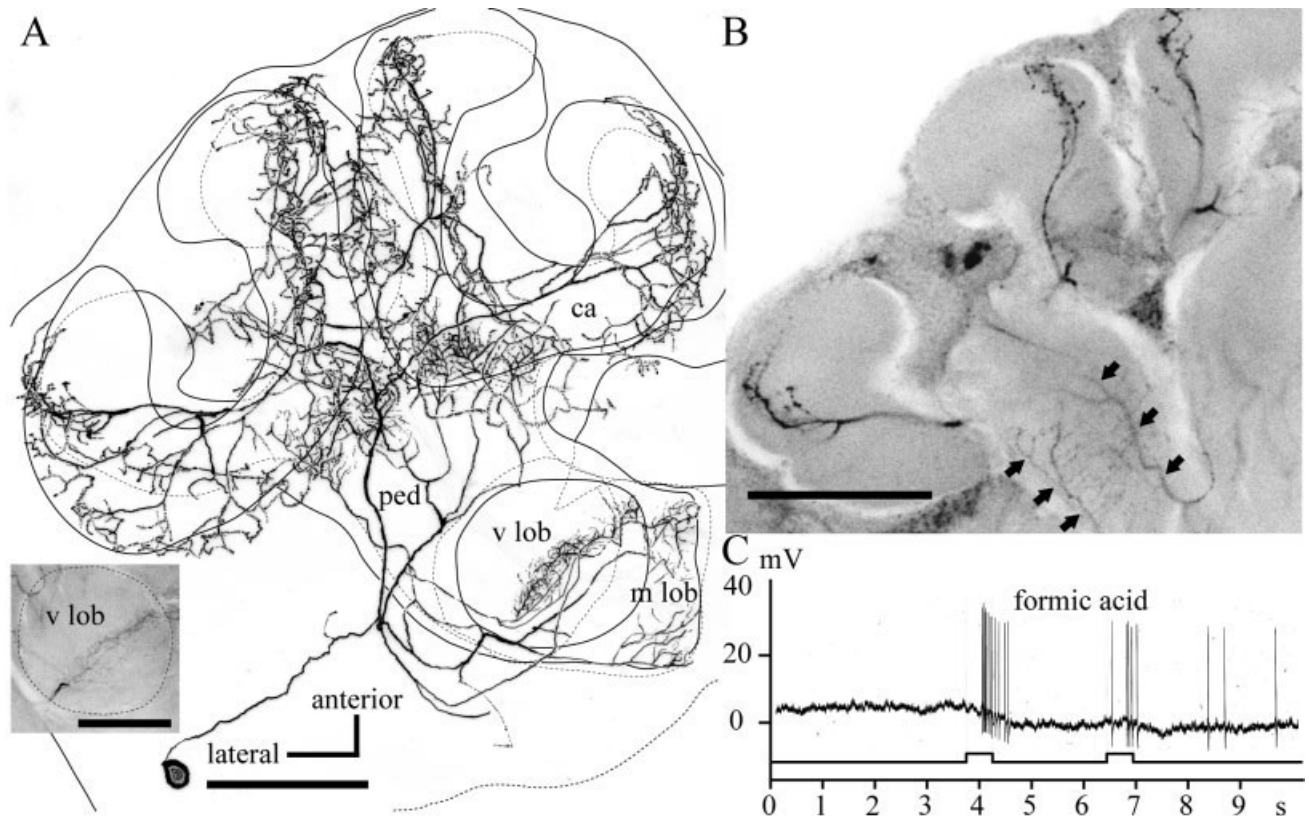 A
ca
ped
v lob
m lob
v lob
anterior
lateral
B
C
mV
formic acid
40
20
0
0 1 2 3 4 5 6 7 8 9 s